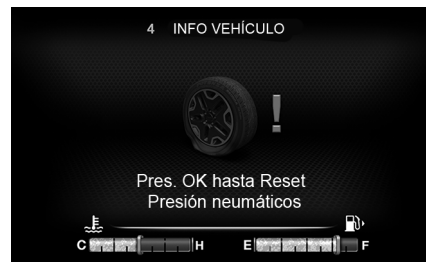 4 INFO VEHÍCULO
Pres. OK hasta Reset
Presión neumáticos
C H E F